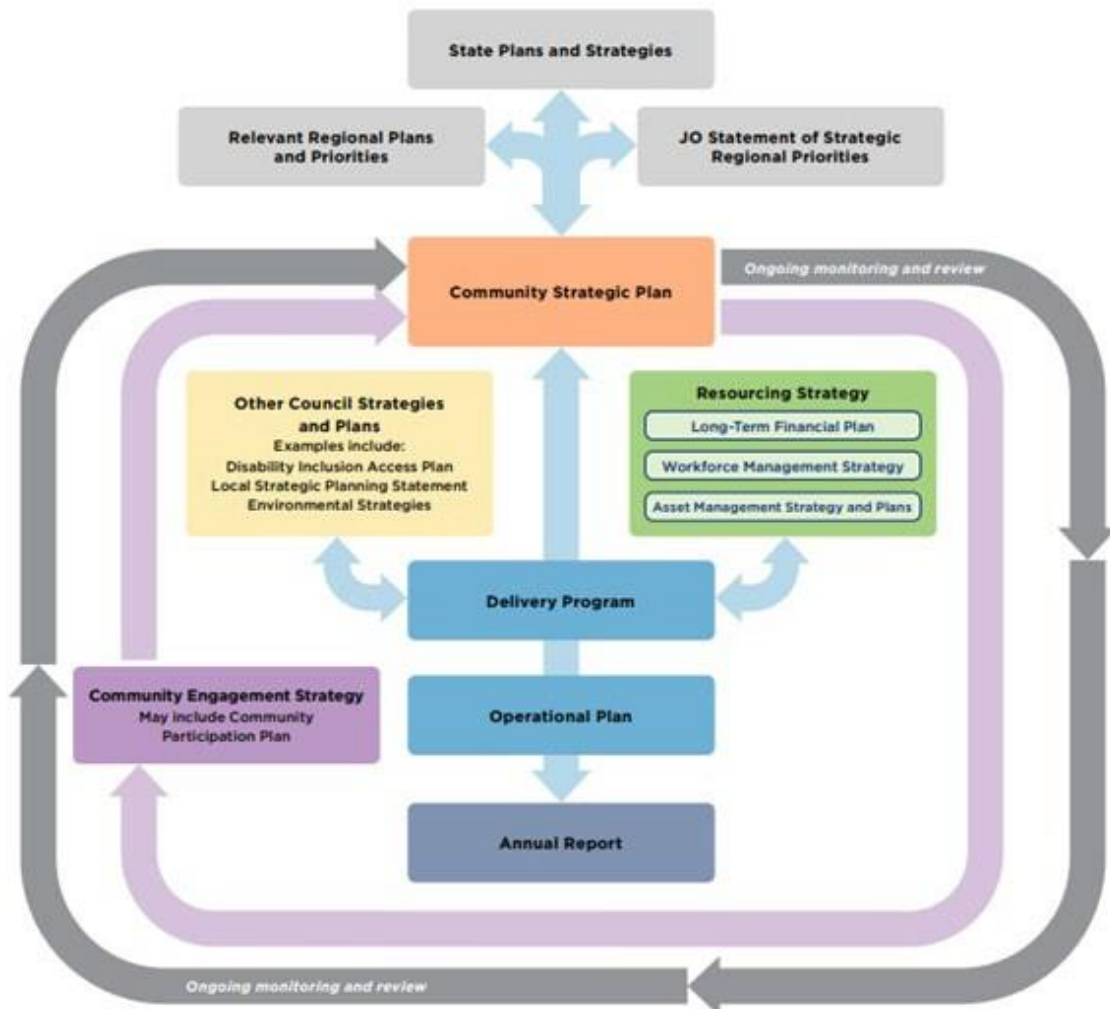 State Plans and Strategies
Relevant Regional Plans
and Priorities
JO Statement of Strategic
Regional Priorities
Community Strategic Plan
Ongoing monitoring and review
Other Council Strategies
and Plans
Examples include:
Disability Inclusion Access Plan
Local Strategic Planning Statement
Environmental Strategies
Resourcing Strategy
Long-Term Financial Plan
Workforce Management Strategy
Asset Management Strategy and Plans
Delivery Program
Community Engagement Strategy
May include Community
Participation Plan
Operational Plan
Annual Report
Ongoing monitoring and review